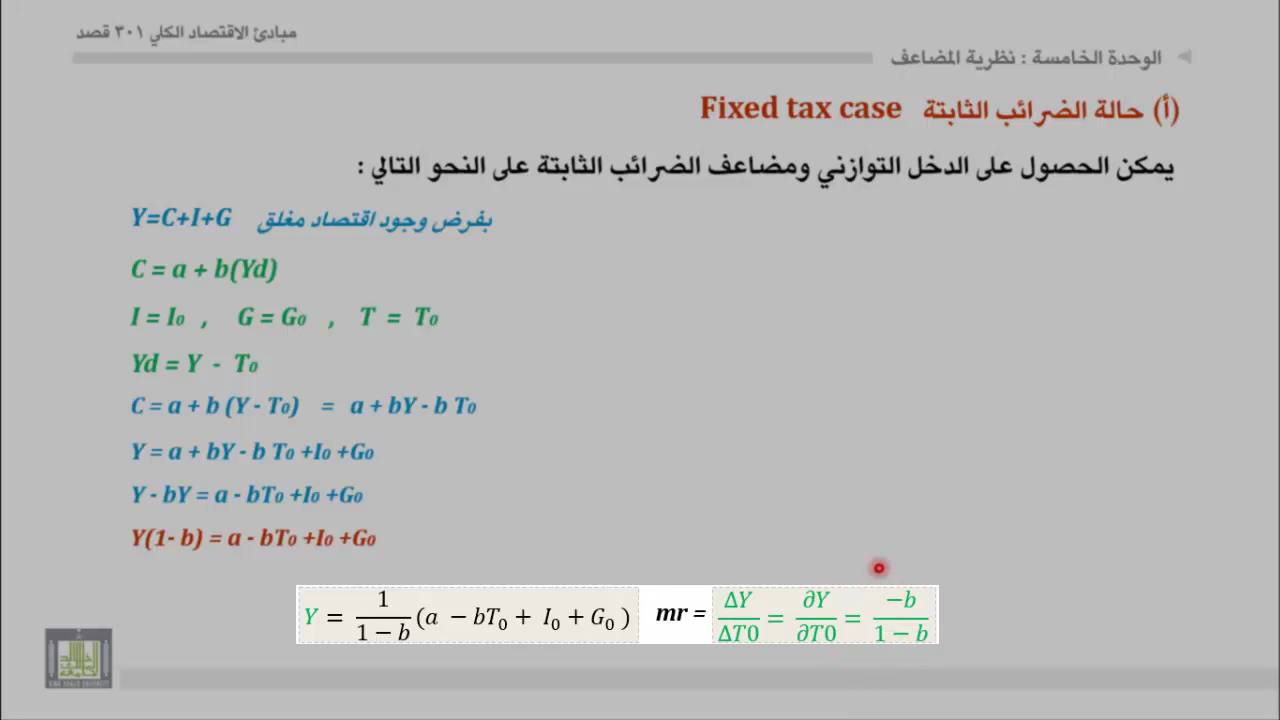 مبادئ الاقتصاد الكلي ٣٠١ قصد
الوحدة الخامسة : نظرية المضاعف
(أ) حالة الضرائب الثابتة Fixed tax case
يمكن الحصول على الدخل التوازني ومضاعف الضرائب الثابتة على النحو التالي :
Y=C+I+G بفرض وجود اقتصاد مغلق
C = a + b(Yd)
I = I₀ , G = G₀ , T = T₀
Yd = Y - T₀
C = a + b (Y - T₀) = a + bY - b T₀
Y = a + bY - b T₀ +I₀ +G₀
Y - bY = a - bT₀ +I₀ +G₀
Y(1- b) = a - bT₀ +I₀ +G₀
Y = 1/(1 − b) (a − bT₀ + I₀ + G₀ ) mr = ΔY/ΔT0 = ∂Y/∂T0 = −b/(1 − b)